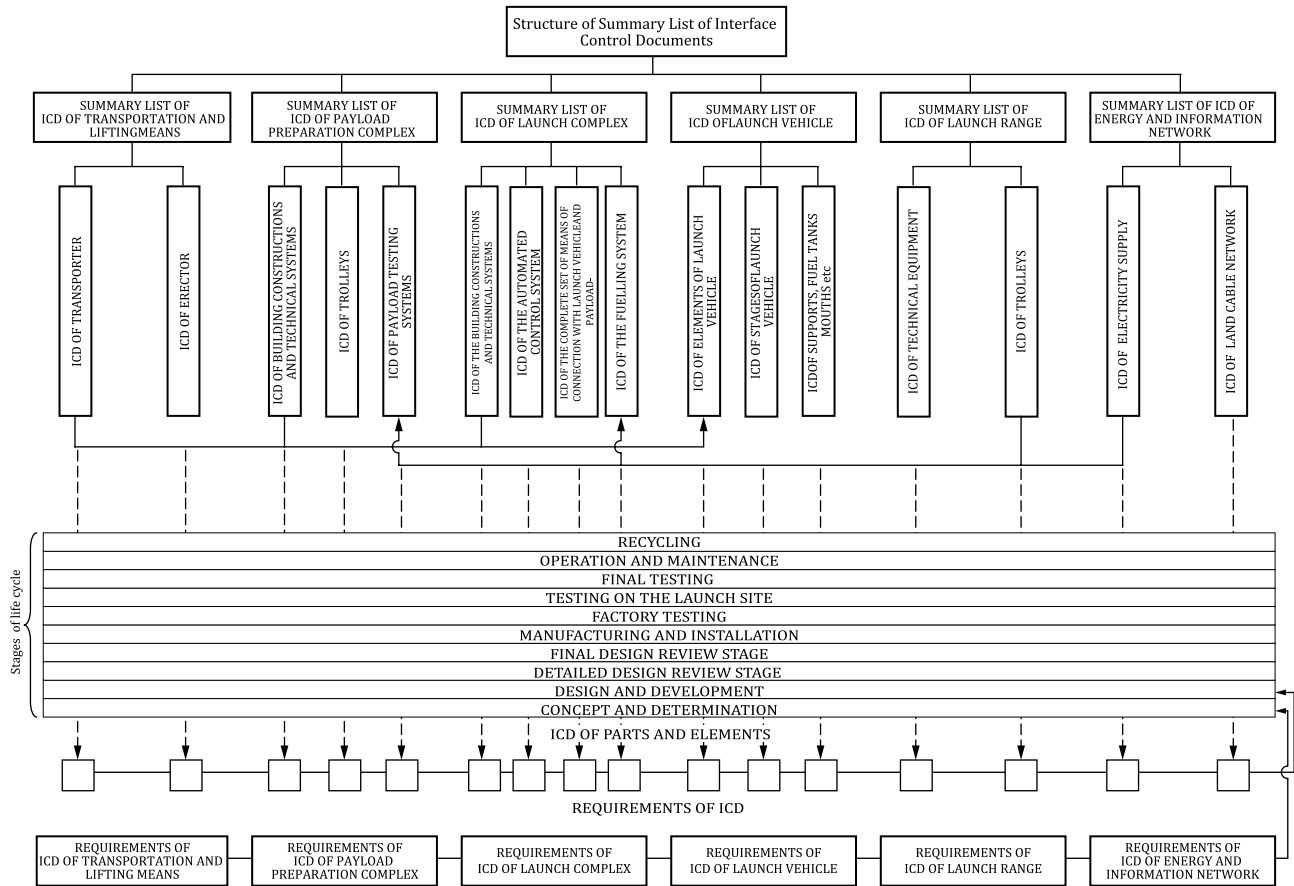 Structure of Summary List of Interface
Control Documents
SUMMARY LIST OF
ICD OF TRANSPORTATION AND
LIFTINGMEANS
SUMMARY LIST OF
ICD OF PAYLOAD
PREPARATION COMPLEX
SUMMARY LIST OF
ICD OF LAUNCH COMPLEX
SUMMARY LIST OF
ICD OFLAUNCH VEHICLE
SUMMARY LIST OF
ICD OF LAUNCH RANGE
SUMMARY LIST OF ICD OF
ENERGY AND INFORMATION
NETWORK
ICD OF TRANSPORTER
ICD OF ERECTOR
ICD OF BUILDING CONSTRUCTIONS
AND TECHNICAL SYSTEMS
ICD OF TROLLEYS
ICD OF PAYLOAD TESTING
SYSTEMS
ICD OF THE BUILDING CONSTRUCTIONS
AND TECHNICAL SYSTEMS
ICD OF THE AUTOMATED
CONTROL SYSTEM
ICD OF THE COMPLETE SET OF MEANS OF
CONNECTION WITH LAUNCH VEHICLEAND
PAYLOAD-
ICD OF THE FUELLING SYSTEM
ICD OF ELEMENTS OF LAUNCH
VEHICLE
ICD OF STAGESOFLAUNCH
VEHICLE
ICDOF SUPPORTS, FUEL TANKS
MOUTHS etc
ICD OF TECHNICAL EQUIPMENT
ICD OF TROLLEYS
ICD OF ELECTRICITY SUPPLY
ICD OF LAND CABLE NETWORK
Stages of life cycle
RECYCLING
OPERATION AND MAINTENANCE
FINAL TESTING
TESTING ON THE LAUNCH SITE
FACTORY TESTING
MANUFACTURING AND INSTALLATION
FINAL DESIGN REVIEW STAGE
DETAILED DESIGN REVIEW STAGE
DESIGN AND DEVELOPMENT
CONCEPT AND DETERMINATION
ICD OF PARTS AND ELEMENTS
REQUIREMENTS OF ICD
REQUIREMENTS OF
ICD OF TRANSPORTATION AND
LIFTING MEANS
REQUIREMENTS OF
ICD OF PAYLOAD
PREPARATION COMPLEX
REQUIREMENTS OF
ICD OF LAUNCH COMPLEX
REQUIREMENTS OF
ICD OF LAUNCH VEHICLE
REQUIREMENTS OF
ICD OF LAUNCH RANGE
REQUIREMENTS OF
ICD OF ENERGY AND
INFORMATION NETWORK